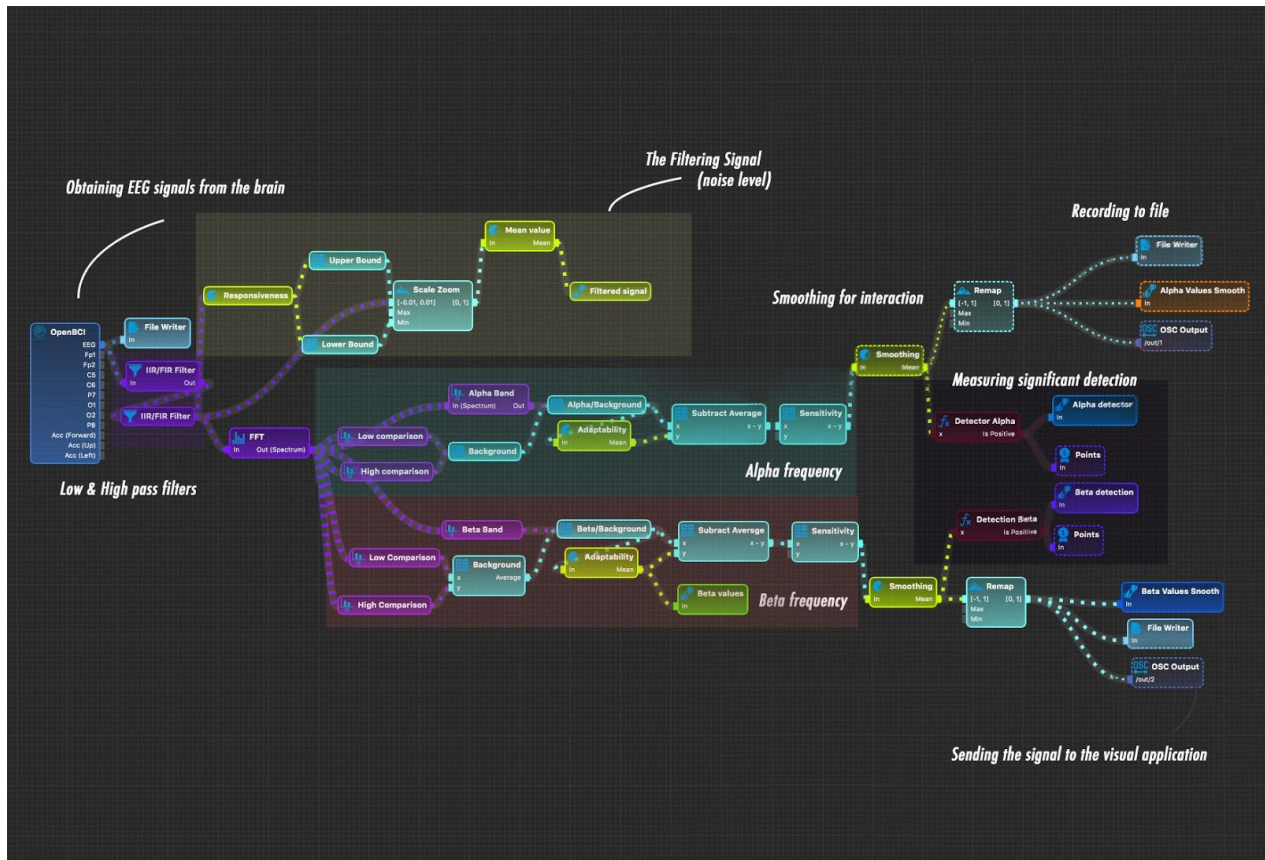 Obtaining EEG signals from the brain
The Filtering Signal
(noise level)
Recording to file
Smoothing for interaction
Measuring significant detection
Low & High pass filters
Alpha frequency
Beta frequency
Sending the signal to the visual application
OpenBCI
EEG
Fp1
Fp2
C5
C6
P7
O1
O2
P8
Acc (Forward)
Acc (Up)
Acc (Left)
File Writer
In
IIR/FIR Filter
In Out
IIR/FIR Filter
Responsiveness
Upper Bound
Lower Bound
Scale Zoom
[-0.01, 0.01] [0, 1]
Max
Min
Mean value
In Mean
Filtered signal
FFT
In Out (Spectrum)
Alpha Band
In (Spectrum) Out
Low comparison
High comparison
Background
Alpha/Background
Adaptability
In Mean
Subtract Average
x x - y
y
Sensitivity
x x - y
y
Beta Band
Low Comparison
High Comparison
Background
x Average
y
Beta/Background
Adaptability
In Mean
Subract Aversge
x x - y
y
Sensitivity
x x - y
y
Beta values
In
Smoothing
In Mean
Remap
[-1, 1] [0, 1]
Max
Min
File Writer
In
Alpha Values Smooth
In
OSC OSC Output
/out/1
Detector Alpha
x Is Positive
Alpha detector
In
Points
In
Detection Beta
x Is Positive
Beta detection
In
Points
In
Smoothing
In Mean
Remap
[-1, 1] [0, 1]
Max
Min
Beta Values Snooth
In
File Writer
In
OSC OSC Output
/out/2